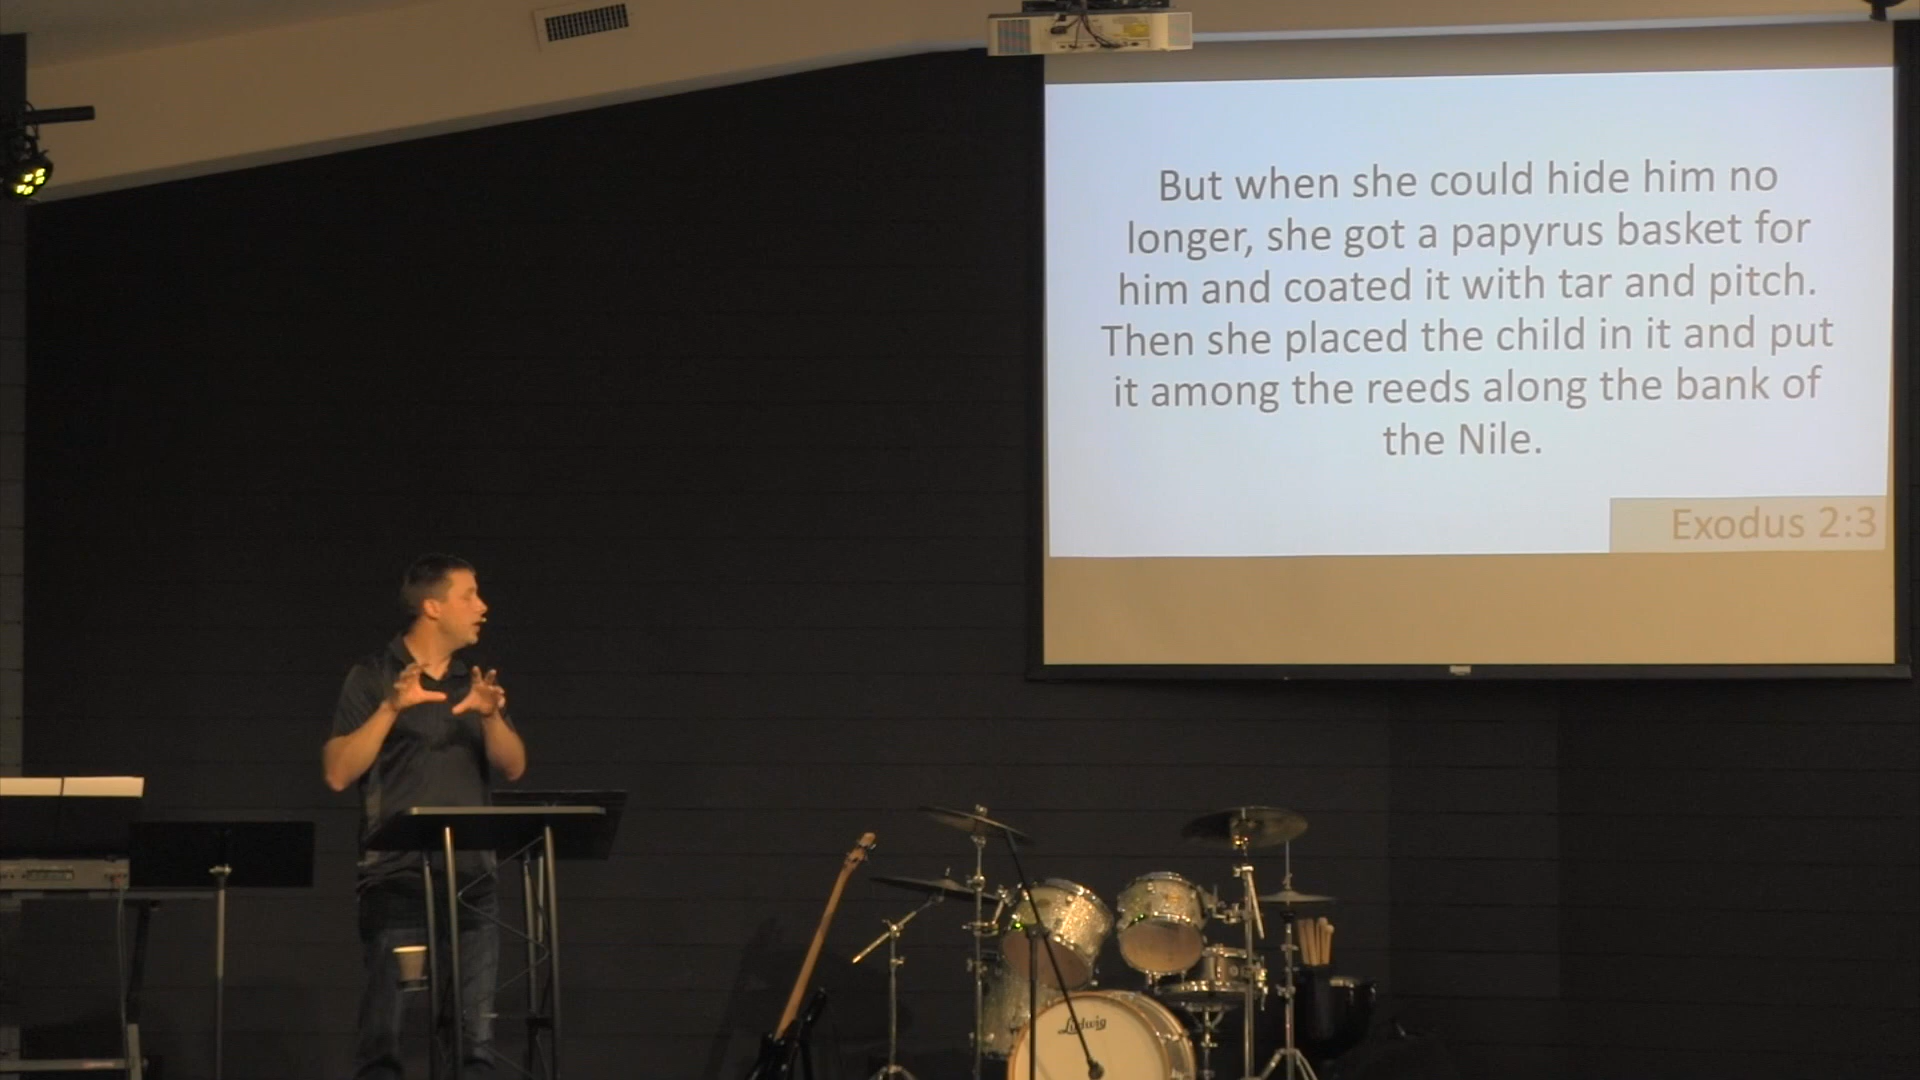 But when she could hide him no
longer, she got a papyrus basket for
him and coated it with tar and pitch.
Then she placed the child in it and put
it among the reeds along the bank of
the Nile.
Exodus 2:3
Ludwig